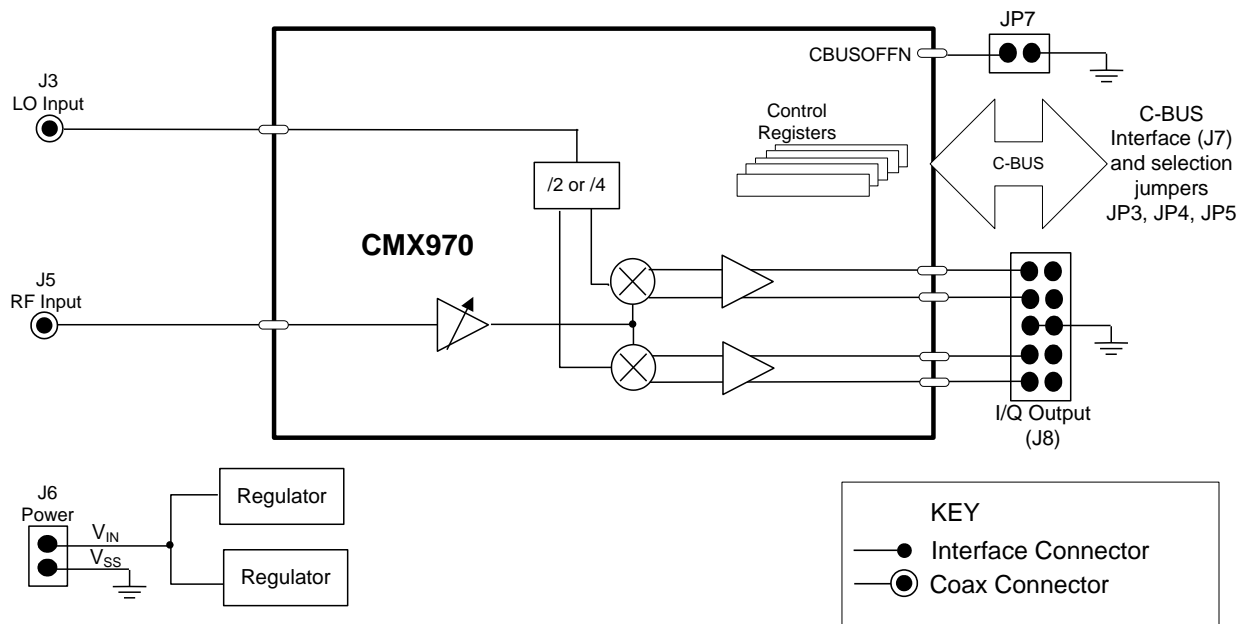 JP7
CBUSOFFN
J3
LO Input
Control
Registers
C-BUS
C-BUS
Interface (J7)
and selection
jumpers
JP3, JP4, JP5
/2 or /4
CMX970
J5
RF Input
I/Q Output
(J8)
J6
Power
VIN
VSS
Regulator
Regulator
KEY
Interface Connector
Coax Connector